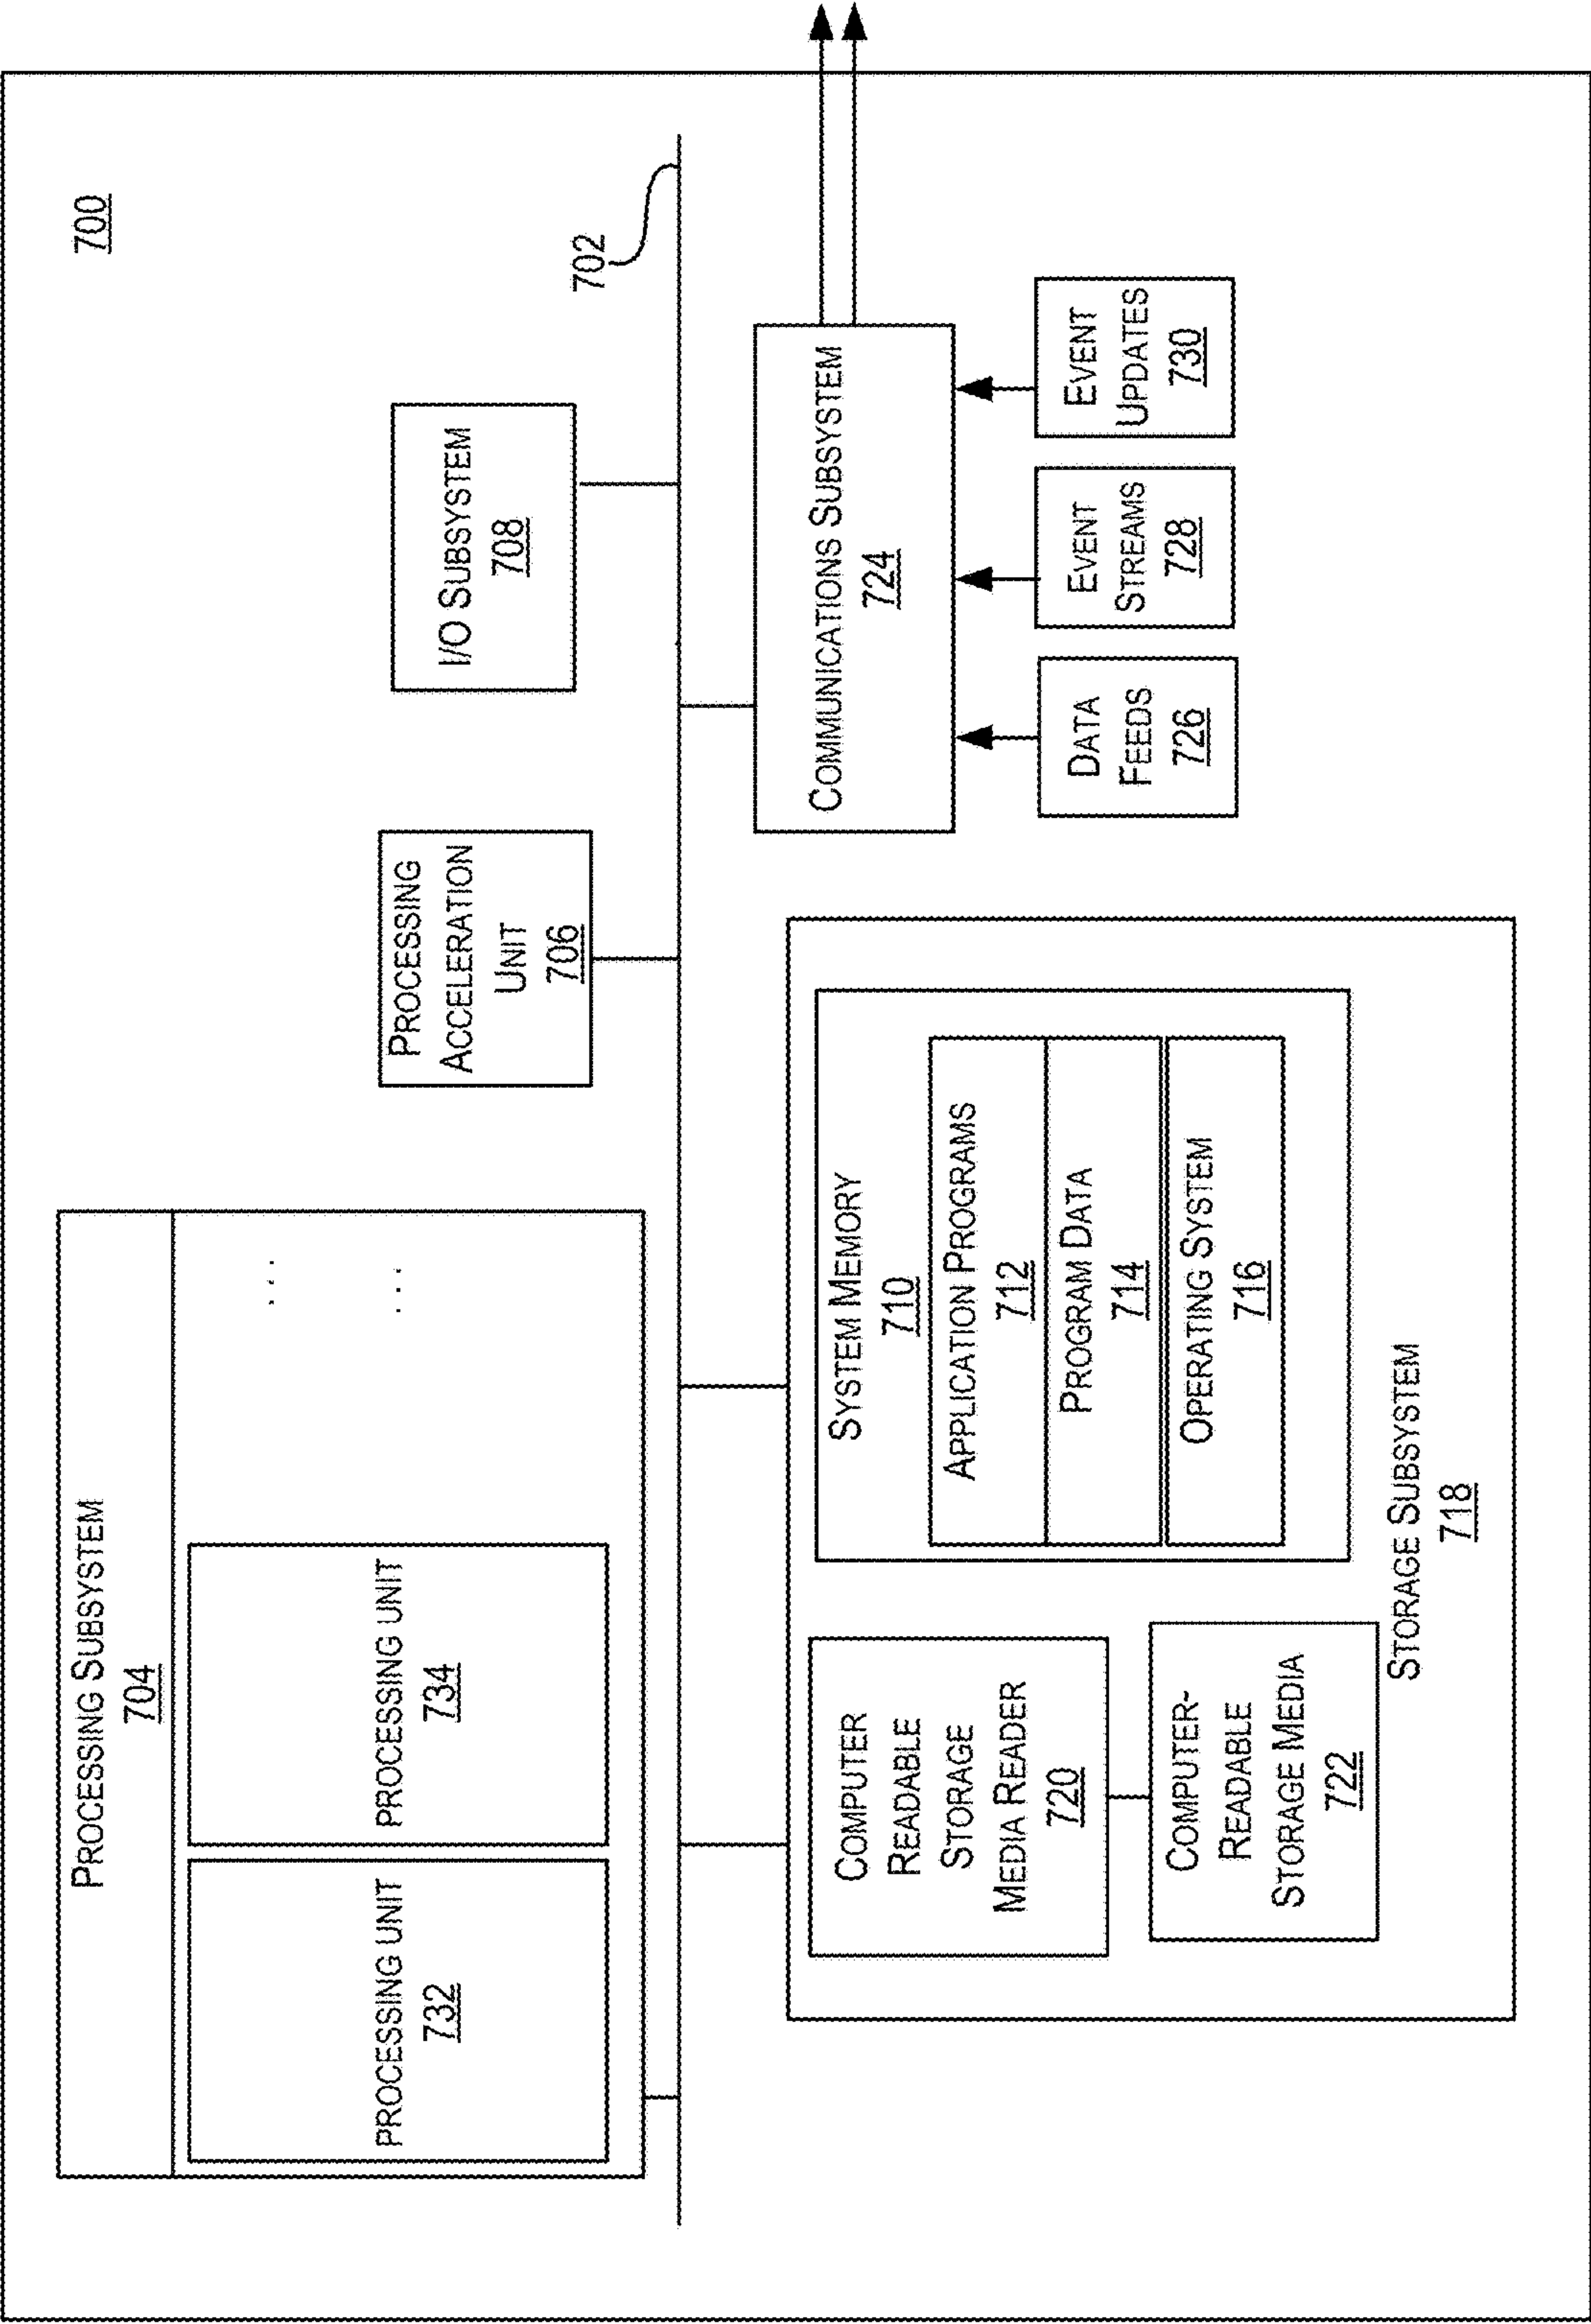 700
PROCESSING SUBSYSTEM
704
PROCESSING UNIT
732
PROCESSING UNIT
734
. . .
. . .
PROCESSING
ACCELERATION
UNIT
706
I/O SUBSYSTEM
708
702
COMPUTER
READABLE
STORAGE
MEDIA READER
720
COMPUTER-
READABLE
STORAGE MEDIA
722
SYSTEM MEMORY
710
APPLICATION PROGRAMS
712
PROGRAM DATA
714
OPERATING SYSTEM
716
STORAGE SUBSYSTEM
718
COMMUNICATIONS SUBSYSTEM
724
DATA
FEEDS
726
EVENT
STREAMS
728
EVENT
UPDATES
730